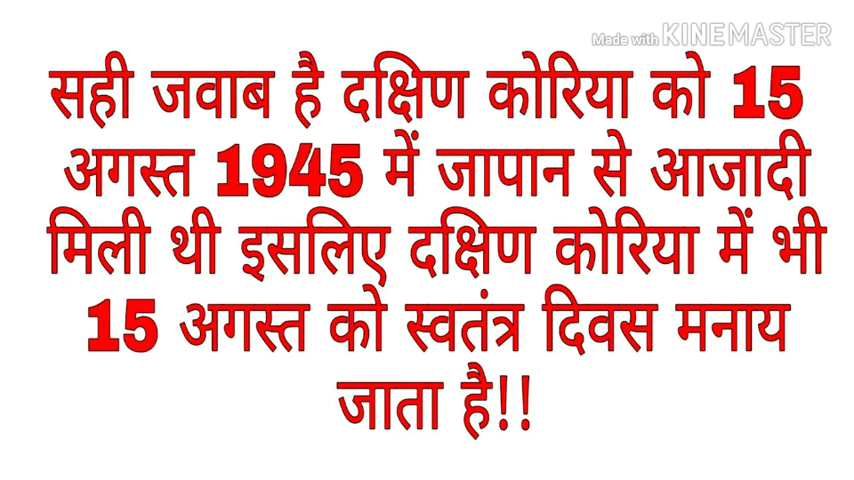 Made with KINEMASTER
सही जवाब है दक्षिण कोरिया को 15
अगस्त 1945 में जापान से आजादी
मिली थी इसलिए दक्षिण कोरिया में भी
15 अगस्त को स्वतंत्र दिवस मनाय
जाता है!!